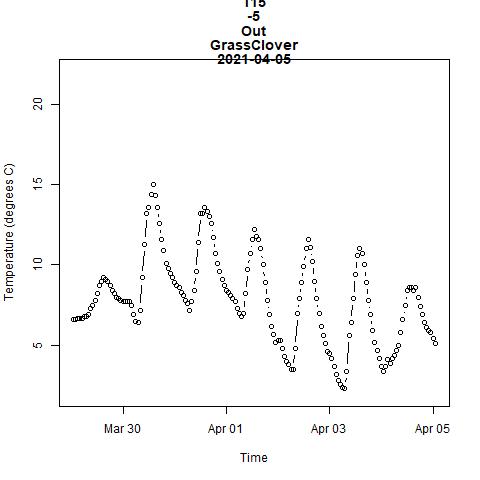 T15
-5
Out
GrassClover
2021-04-05
Temperature (degrees C)
20
15
10
5
Mar 30
Apr 01
Apr 03
Apr 05
Time